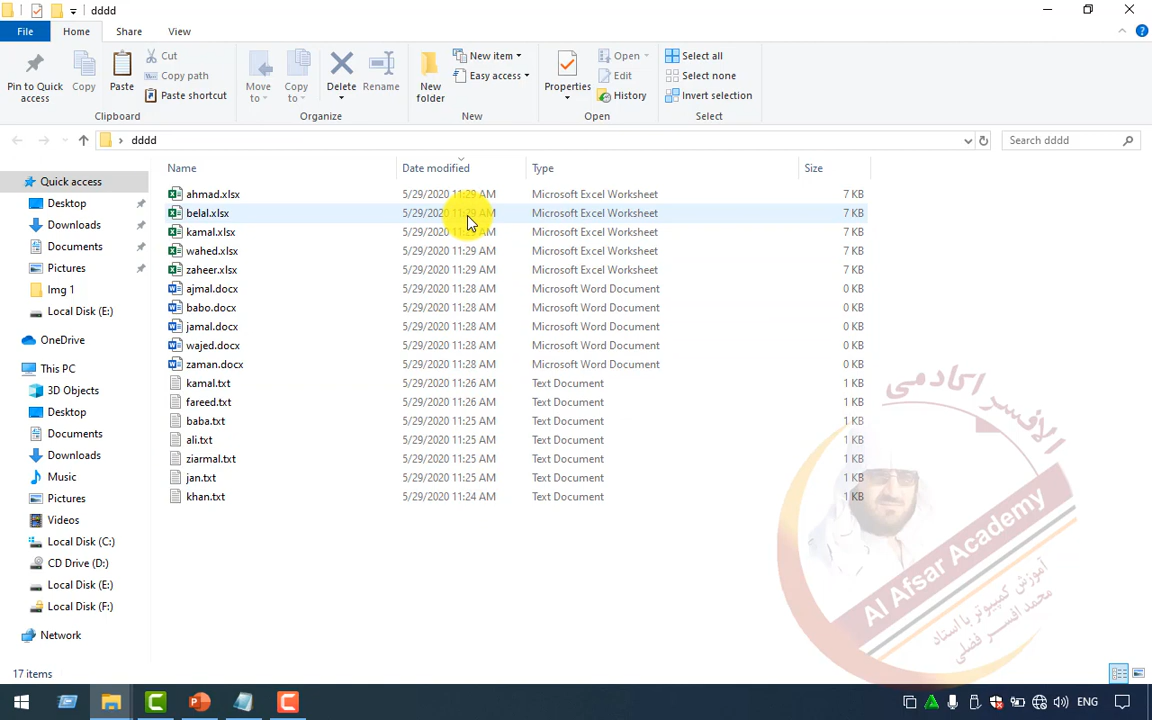 dddd
File Home Share View
Pin to Quick access
Copy
Paste
Cut
Copy path
Paste shortcut
Clipboard
Move to
Copy to
Delete
Rename
Organize
New folder
New item
Easy access
New
Properties
Open
Edit
History
Open
Select all
Select none
Invert selection
Select
dddd
Search dddd
Name Date modified Type Size
ahmad.xlsx 5/29/2020 11:29 AM Microsoft Excel Worksheet 7 KB
belal.xlsx 5/29/2020 11:29 AM Microsoft Excel Worksheet 7 KB
kamal.xlsx 5/29/2020 11:29 AM Microsoft Excel Worksheet 7 KB
wahed.xlsx 5/29/2020 11:29 AM Microsoft Excel Worksheet 7 KB
zaheer.xlsx 5/29/2020 11:29 AM Microsoft Excel Worksheet 7 KB
ajmal.docx 5/29/2020 11:28 AM Microsoft Word Document 0 KB
babo.docx 5/29/2020 11:28 AM Microsoft Word Document 0 KB
jamal.docx 5/29/2020 11:28 AM Microsoft Word Document 0 KB
wajed.docx 5/29/2020 11:28 AM Microsoft Word Document 0 KB
zaman.docx 5/29/2020 11:28 AM Microsoft Word Document 0 KB
kamal.txt 5/29/2020 11:26 AM Text Document 1 KB
fareed.txt 5/29/2020 11:26 AM Text Document 1 KB
baba.txt 5/29/2020 11:25 AM Text Document 1 KB
ali.txt 5/29/2020 11:25 AM Text Document 1 KB
ziarmal.txt 5/29/2020 11:25 AM Text Document 1 KB
jan.txt 5/29/2020 11:25 AM Text Document 1 KB
khan.txt 5/29/2020 11:24 AM Text Document 1 KB
Quick access
Desktop
Downloads
Documents
Pictures
Img 1
Local Disk (E:)
OneDrive
This PC
3D Objects
Desktop
Documents
Downloads
Music
Pictures
Videos
Local Disk (C:)
CD Drive (D:)
Local Disk (E:)
Local Disk (F:)
Network
الافسر اکادمی
Al Afsar Academy
آموزش کمپیوتر با استاد
محمد افسر فضلی
17 items
ENG